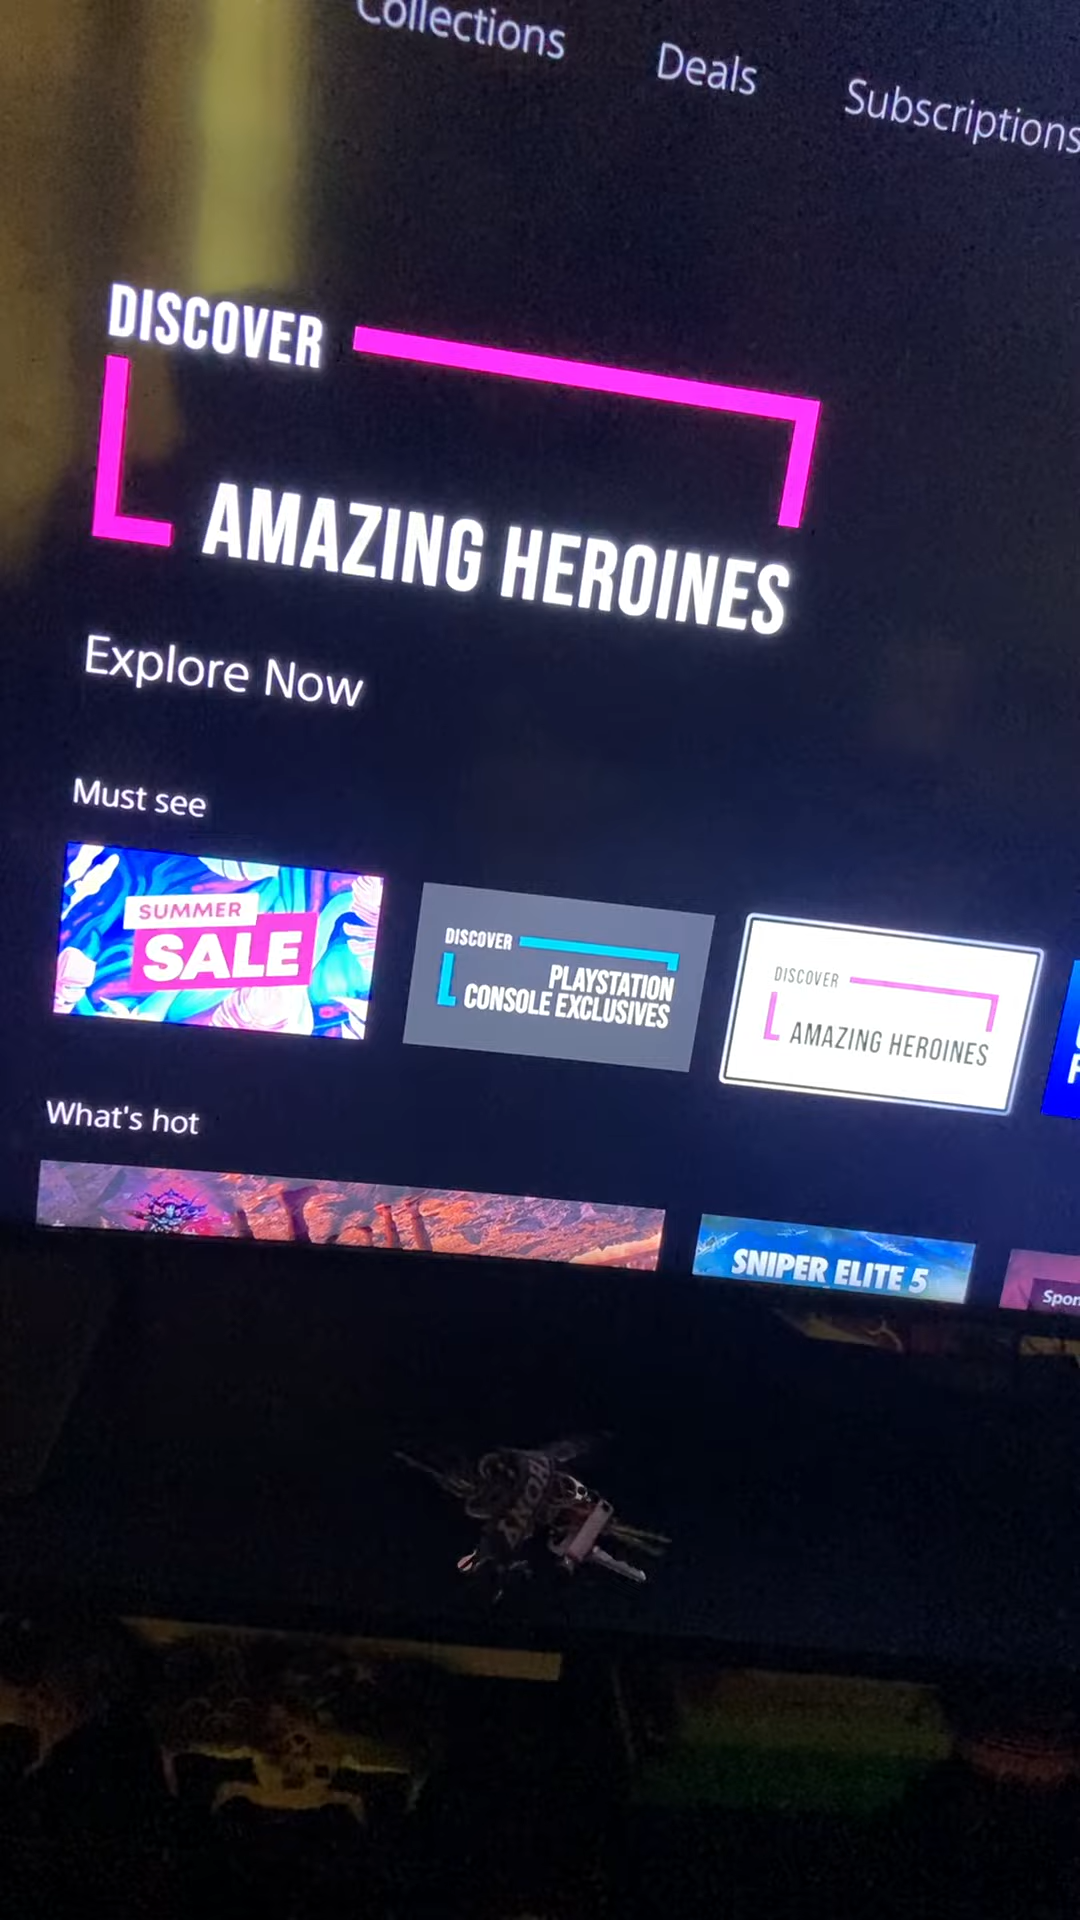 Collections
Deals
Subscriptions
DISCOVER
AMAZING HEROINES
Explore Now
Must see
SUMMER
SALE
DISCOVER
PLAYSTATION
CONSOLE EXCLUSIVES
DISCOVER
AMAZING HEROINES
What's hot
SNIPER ELITE 5